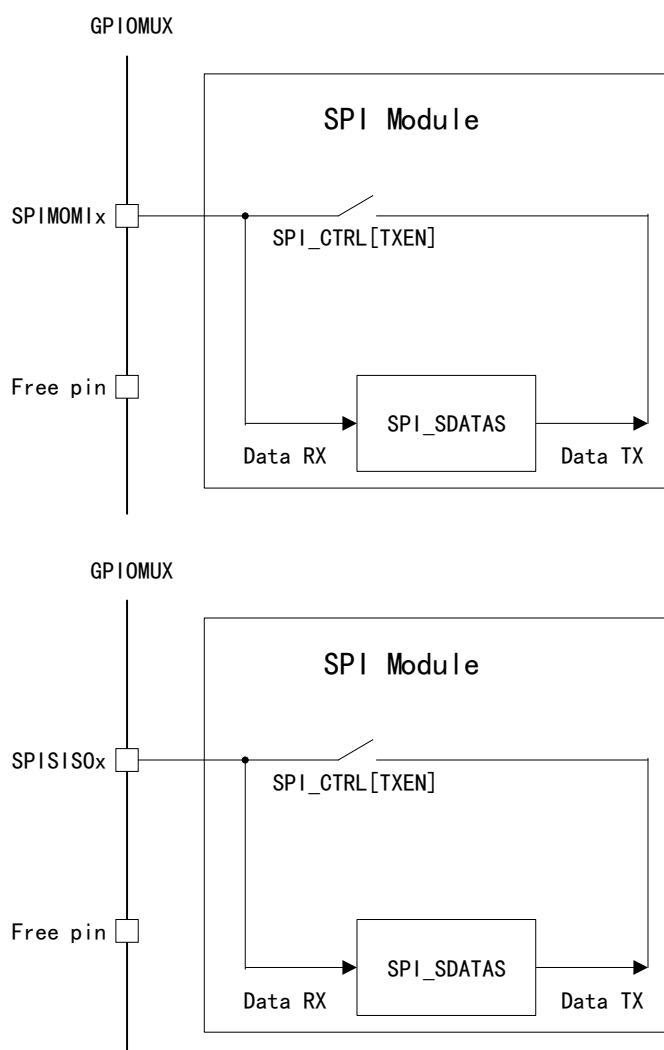 GPIOMUX
SPI Module
SPIMOMIx
SPI_CTRL[TXEN]
Free pin
SPI_SDATAS
Data RX
Data TX
GPIOMUX
SPI Module
SPISISOx
SPI_CTRL[TXEN]
Free pin
SPI_SDATAS
Data RX
Data TX